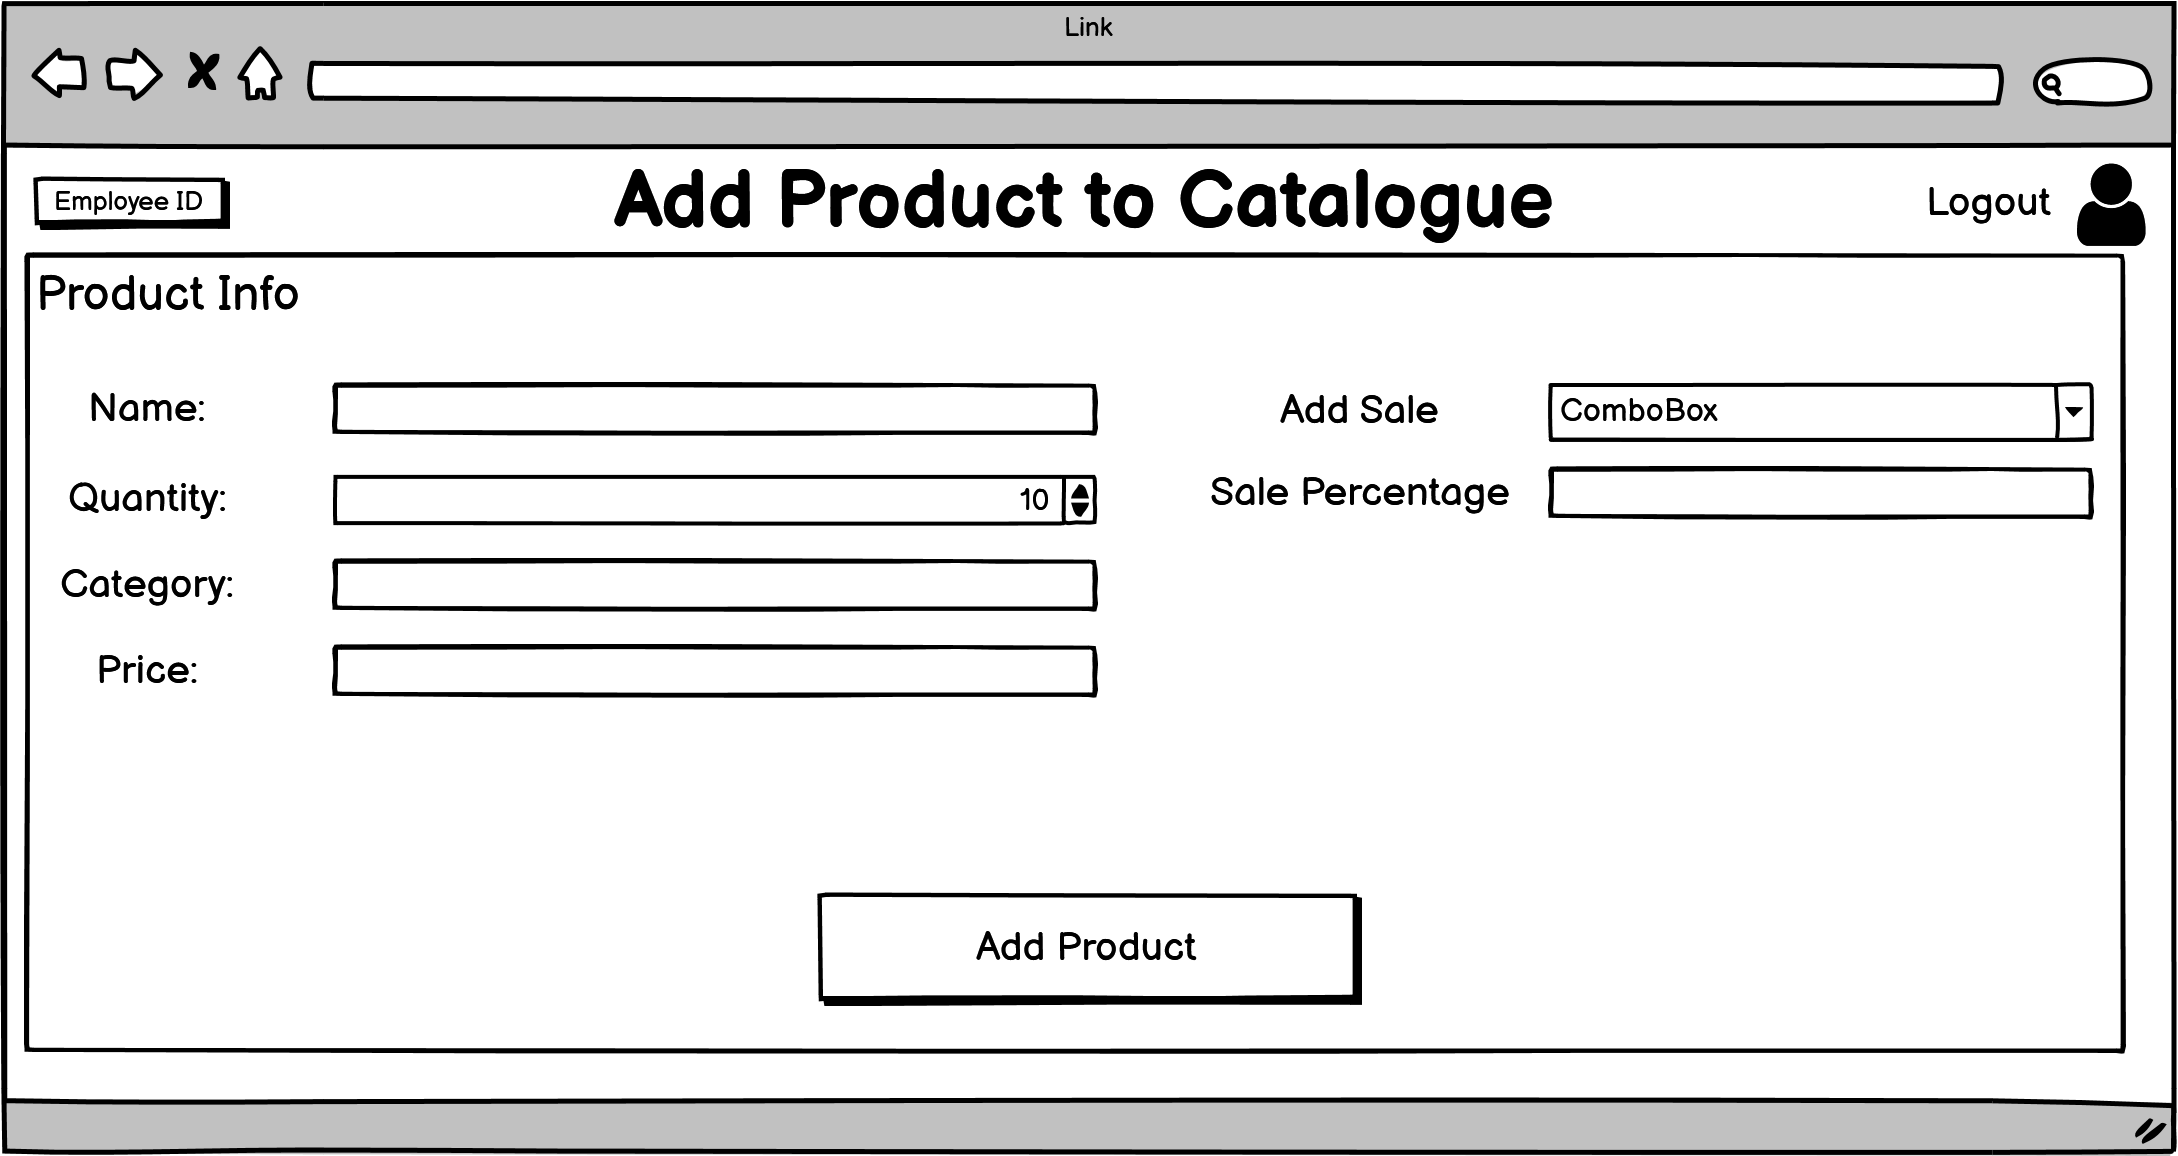 Link
Employee ID
Add Product to Catalogue
Logout
Product Info
Name:
Add Sale
ComboBox
Quantity:
10
Sale Percentage
Category:
Price:
Add Product